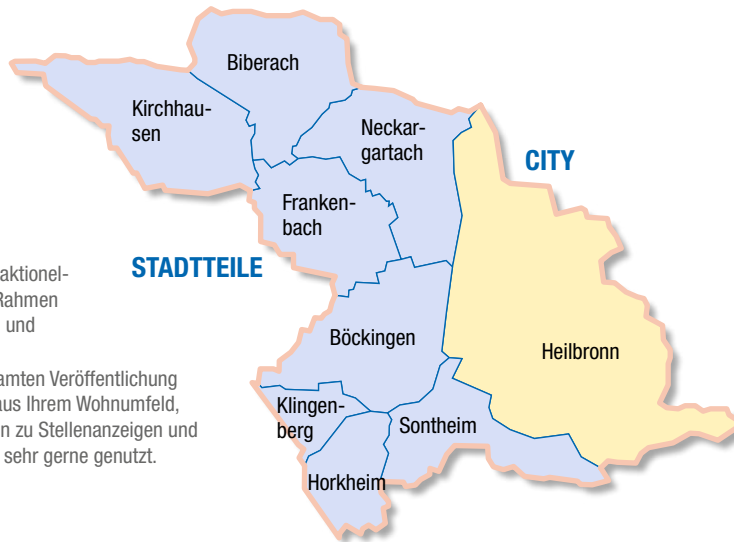 Biberach
Kirchhau-
sen
Neckar-
gartach
CITY
Franken-
bach
STADTTEILE
Böckingen
Heilbronn
Klingen-
berg
Sontheim
Horkheim
aktionel-
Rahmen
und
amten Veröffentlichung
aus Ihrem Wohnumfeld,
n zu Stellenanzeigen und
sehr gerne genutzt.